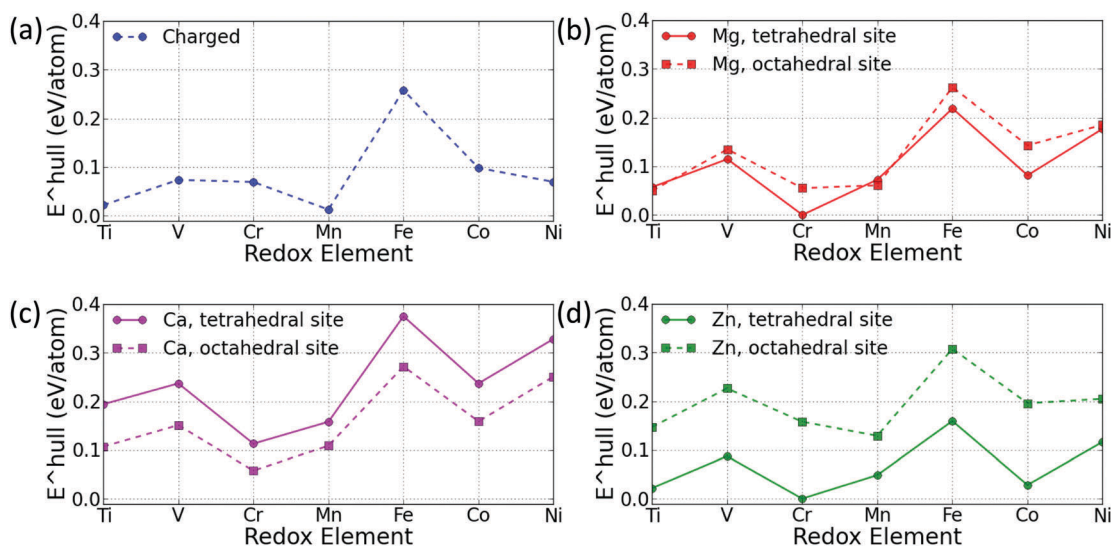 (a)
E^hull (eV/atom)
0.4
0.3
0.2
0.1
0.0
Charged
Ti V Cr Mn Fe Co Ni
Redox Element
(b)
E^hull (eV/atom)
0.4
0.3
0.2
0.1
0.0
Mg, tetrahedral site
Mg, octahedral site
Ti V Cr Mn Fe Co Ni
Redox Element
(c)
E^hull (eV/atom)
0.4
0.3
0.2
0.1
0.0
Ca, tetrahedral site
Ca, octahedral site
Ti V Cr Mn Fe Co Ni
Redox Element
(d)
E^hull (eV/atom)
0.4
0.3
0.2
0.1
0.0
Zn, tetrahedral site
Zn, octahedral site
Ti V Cr Mn Fe Co Ni
Redox Element